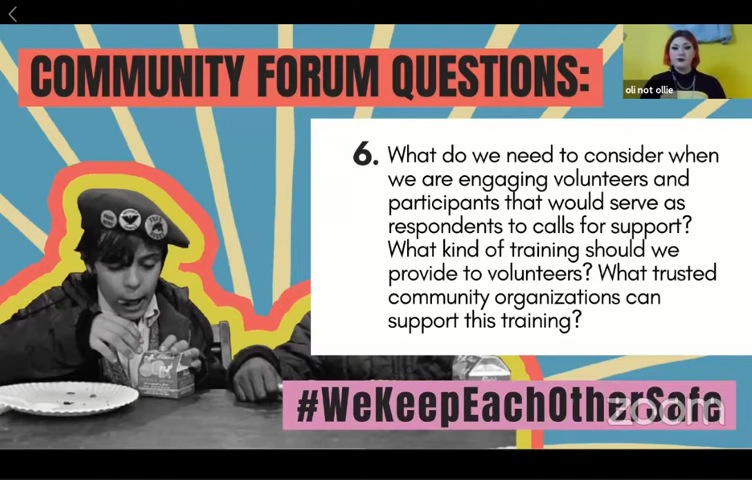 COMMUNITY FORUM QUESTIONS:
oli not ollie
6. What do we need to consider when
we are engaging volunteers and
participants that would serve as
respondents to calls for support?
What kind of training should we
provide to volunteers? What trusted
community organizations can
support this training?
#WeKeepEachOtherSafe
zoom